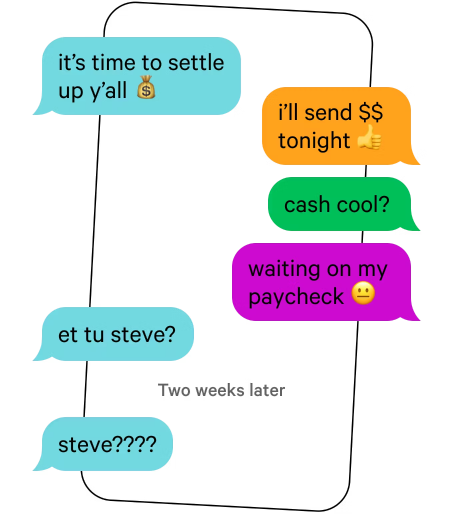 it’s time to settle
up y’all 💰
i’ll send $$
tonight 👍
cash cool?
waiting on my
paycheck 😐
et tu steve?
Two weeks later
steve????